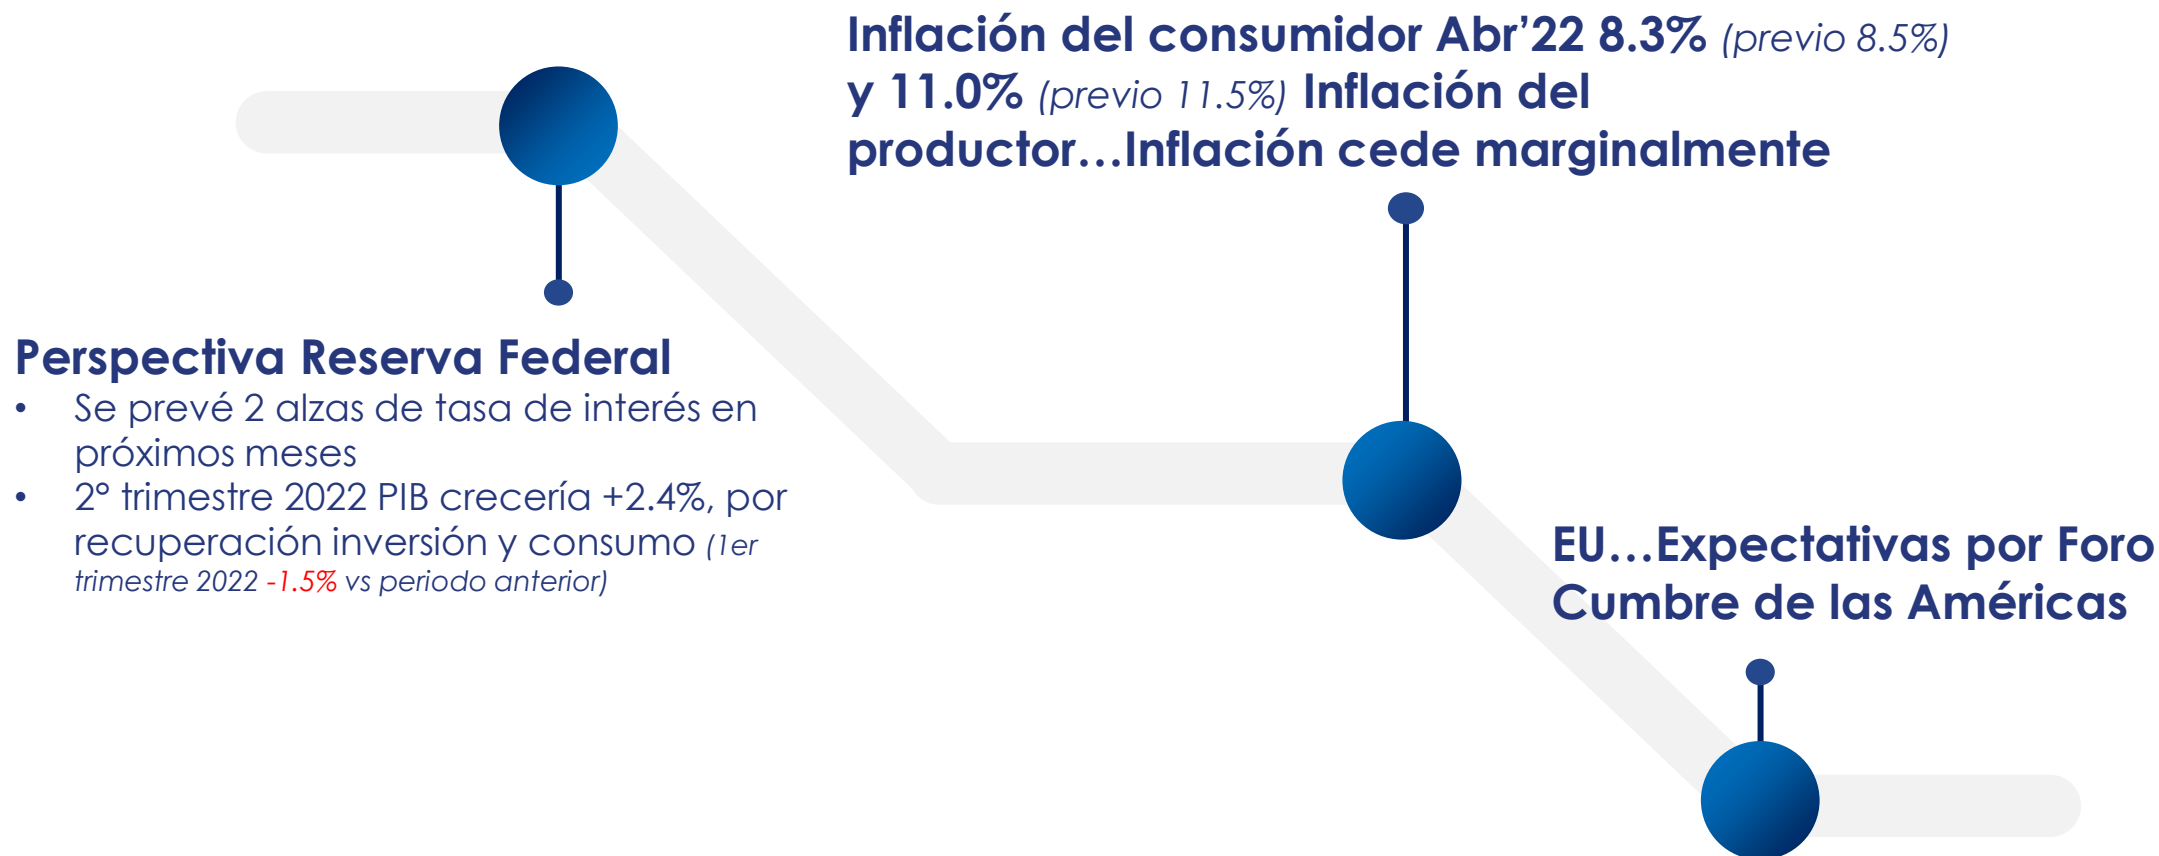 Inflación del consumidor Abr’22 8.3% (previo 8.5%)
y 11.0% (previo 11.5%) Inflación del
productor…Inflación cede marginalmente
Perspectiva Reserva Federal
• Se prevé 2 alzas de tasa de interés en
próximos meses
• 2° trimestre 2022 PIB crecería +2.4%, por
recuperación inversión y consumo (1er
trimestre 2022 -1.5% vs periodo anterior)
EU…Expectativas por Foro
Cumbre de las Américas